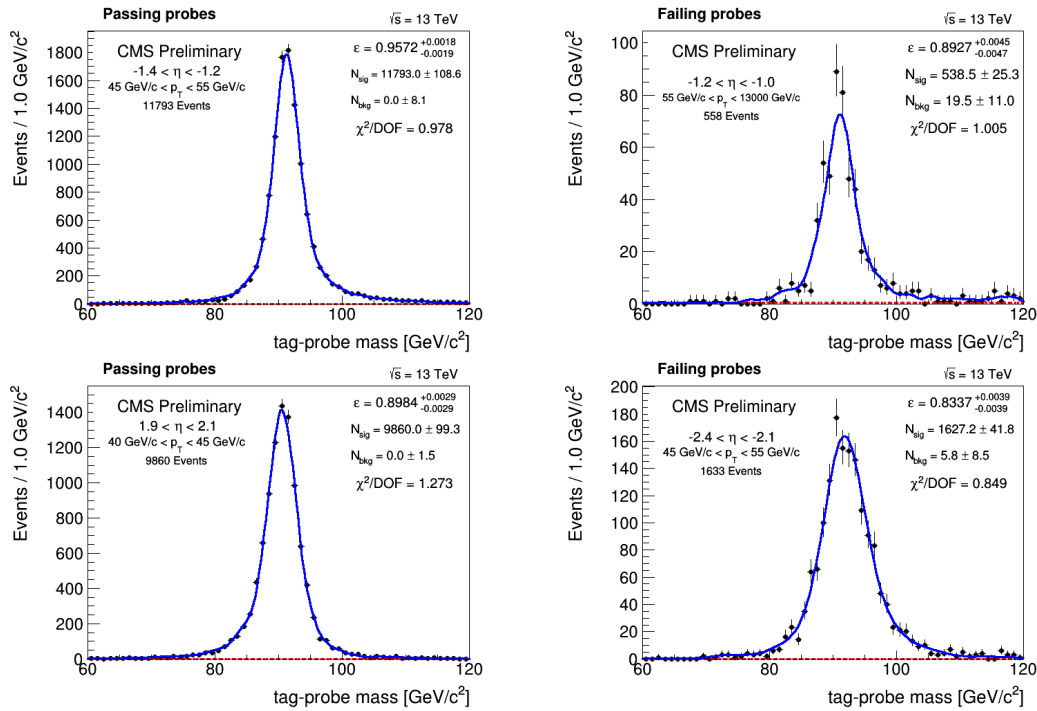 Passing probes
√s = 13 TeV
CMS Preliminary
-1.4 < η < -1.2
45 GeV/c < p_T < 55 GeV/c
11793 Events
ε = 0.9572 +0.0018 -0.0019
N_sig = 11793.0 ± 108.6
N_bkg = 0.0 ± 8.1
χ²/DOF = 0.978
Events / 1.0 GeV/c²
1800
1600
1400
1200
1000
800
600
400
200
0
60 80 100 120
tag-probe mass [GeV/c²]
Failing probes
√s = 13 TeV
CMS Preliminary
-1.2 < η < -1.0
55 GeV/c < p_T < 13000 GeV/c
558 Events
ε = 0.8927 +0.0045 -0.0047
N_sig = 538.5 ± 25.3
N_bkg = 19.5 ± 11.0
χ²/DOF = 1.005
Events / 1.0 GeV/c²
100
80
60
40
20
0
60 80 100 120
tag-probe mass [GeV/c²]
Passing probes
√s = 13 TeV
CMS Preliminary
1.9 < η < 2.1
40 GeV/c < p_T < 45 GeV/c
9860 Events
ε = 0.8984 +0.0029 -0.0029
N_sig = 9860.0 ± 99.3
N_bkg = 0.0 ± 1.5
χ²/DOF = 1.273
Events / 1.0 GeV/c²
1400
1200
1000
800
600
400
200
0
60 80 100 120
tag-probe mass [GeV/c²]
Failing probes
√s = 13 TeV
CMS Preliminary
-2.4 < η < -2.1
45 GeV/c < p_T < 55 GeV/c
1633 Events
ε = 0.8337 +0.0039 -0.0039
N_sig = 1627.2 ± 41.8
N_bkg = 5.8 ± 8.5
χ²/DOF = 0.849
Events / 1.0 GeV/c²
200
180
160
140
120
100
80
60
40
20
0
60 80 100 120
tag-probe mass [GeV/c²]